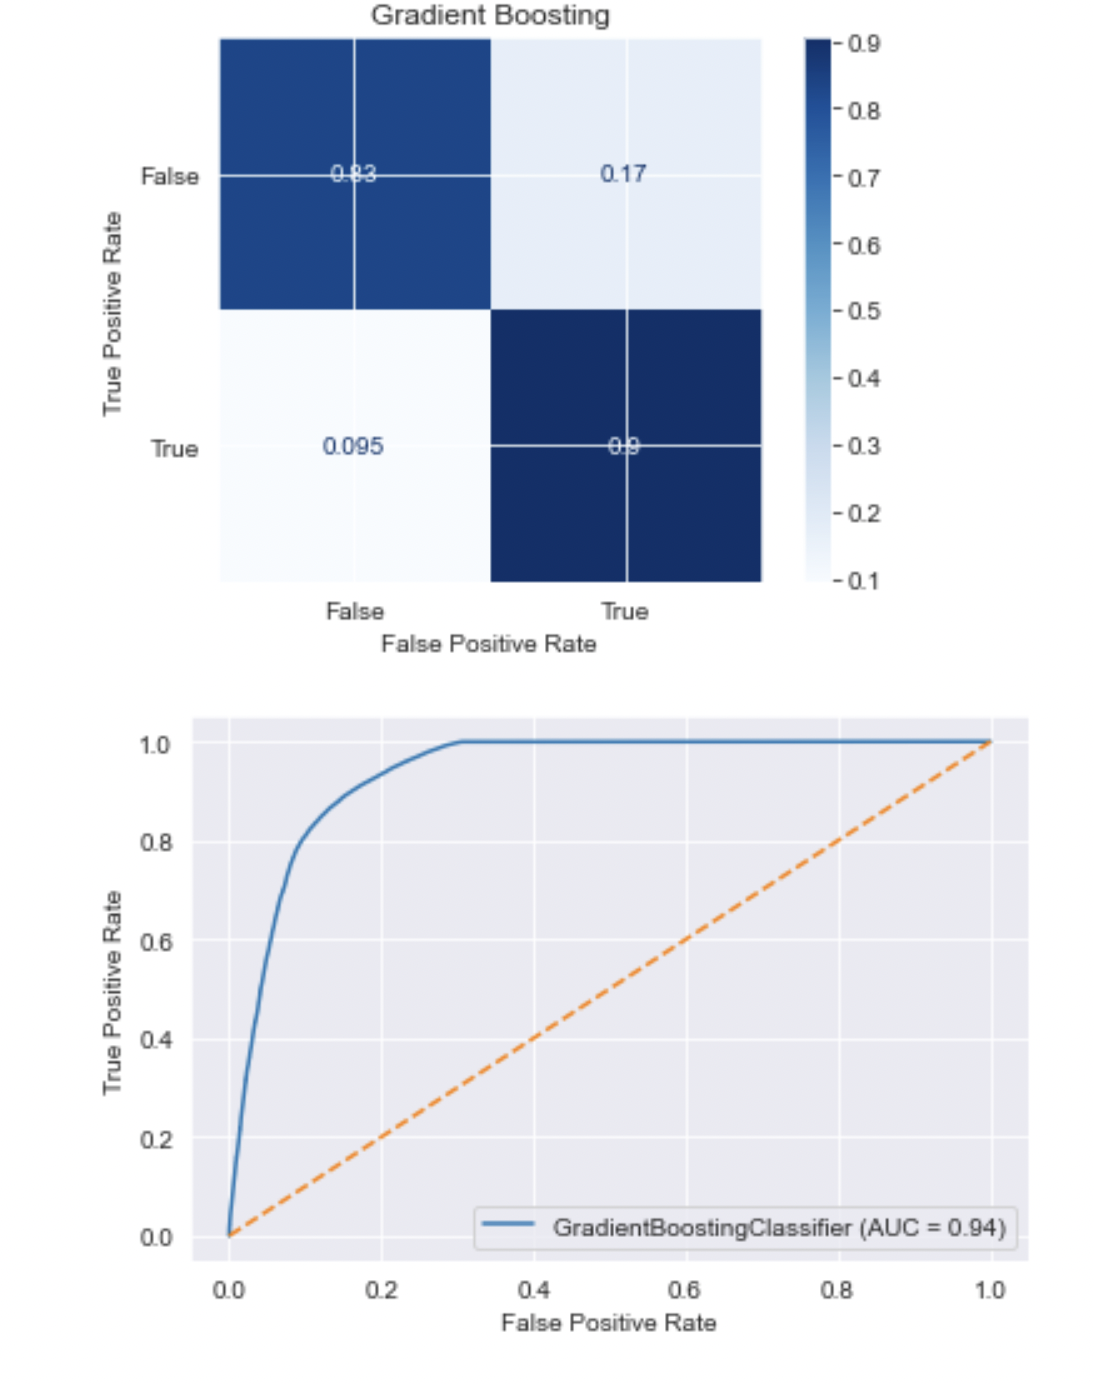 Gradient Boosting
0.9
0.8
0.7
0.6
0.5
0.4
0.3
0.2
0.1
False
0.83
0.17
True
0.095
0.9
True Positive Rate
False
True
False Positive Rate
1.0
0.8
0.6
0.4
0.2
0.0
True Positive Rate
GradientBoostingClassifier (AUC = 0.94)
0.0
0.2
0.4
0.6
0.8
1.0
False Positive Rate